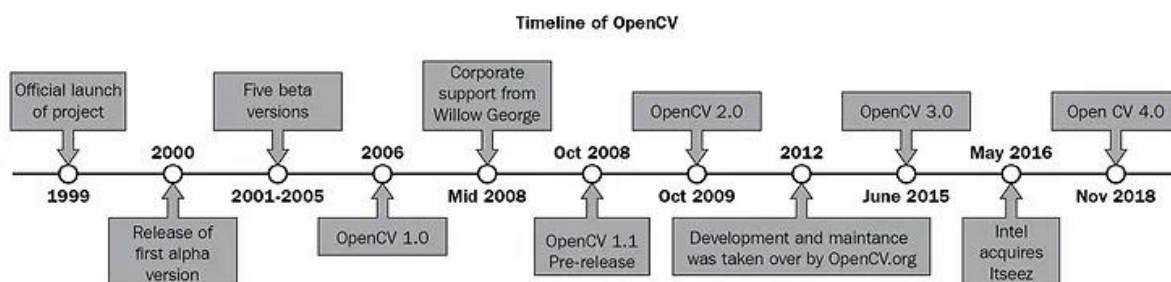 Timeline of OpenCV
Official launch
of project
Five beta
versions
Corporate
support from
Willow George
OpenCV 2.0
OpenCV 3.0
Open CV 4.0
2000
2006
Oct 2008
2012
May 2016
1999
2001-2005
Mid 2008
Oct 2009
June 2015
Nov 2018
Release of
first alpha
version
OpenCV 1.0
OpenCV 1.1
Pre-release
Development and maintance
was taken over by OpenCV.org
Intel
acquires
Itseez